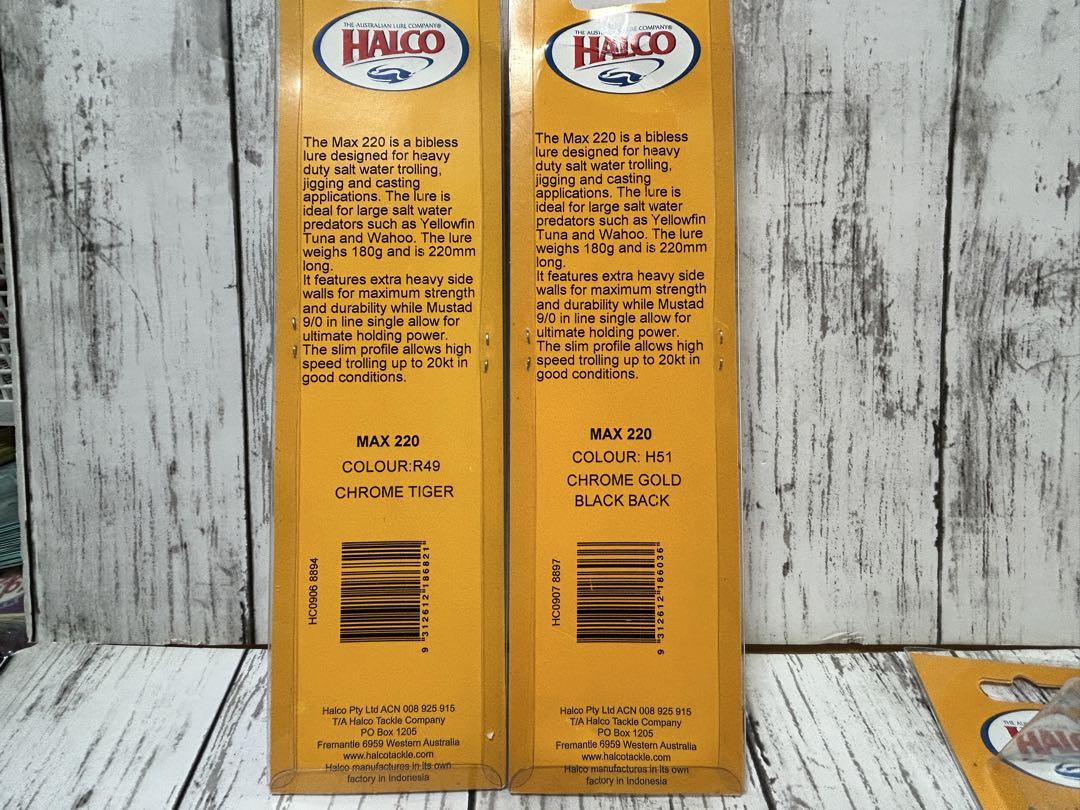 THE AUSTRALIAN LURE COMPANY®
HALCO
The Max 220 is a bibless
lure designed for heavy
duty salt water trolling,
jigging and casting
applications. The lure is
ideal for large salt water
predators such as Yellowfin
Tuna and Wahoo. The lure
weighs 180g and is 220mm
long.
It features extra heavy side
walls for maximum strength
and durability while Mustad
9/0 in line single allow for
ultimate holding power.
The slim profile allows high
speed trolling up to 20kt in
good conditions.
MAX 220
COLOUR:R49
CHROME TIGER
HC0906 8894
9 "312612"186821"
Halco Pty Ltd ACN 008 925 915
T/A Halco Tackle Company
PO Box 1205
Fremantle 6959 Western Australia
www.halcotackle.com
Halco manufactures in its own
factory in Indonesia
THE AUSTRALIAN LURE COMPANY®
HALCO
The Max 220 is a bibless
lure designed for heavy
duty salt water trolling,
jigging and casting
applications. The lure is
ideal for large salt water
predators such as Yellowfin
Tuna and Wahoo. The lure
weighs 180g and is 220mm
long.
It features extra heavy side
walls for maximum strength
and durability while Mustad
9/0 in line single allow for
ultimate holding power.
The slim profile allows high
speed trolling up to 20kt in
good conditions.
MAX 220
COLOUR: H51
CHROME GOLD
BLACK BACK
HC0907 8897
9 "312612"186036"
Halco Pty Ltd ACN 008 925 915
T/A Halco Tackle Company
PO Box 1205
Fremantle 6959 Western Australia
www.halcotackle.com
Halco manufactures in its own
factory in Indonesia